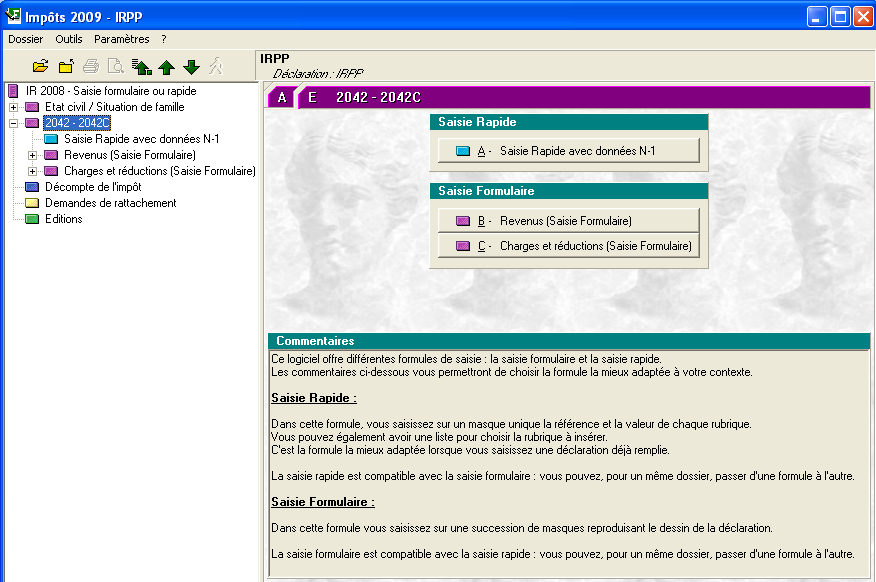 Impôts 2009 - IRPP
Dossier Outils Paramètres ?
IRPP
Déclaration : IRPP
IR 2008 - Saisie formulaire ou rapide
Etat civil / Situation de famille
2042 - 2042C
Saisie Rapide avec données N-1
Revenus (Saisie Formulaire)
Charges et réductions (Saisie Formulaire)
Décompte de l'impôt
Demandes de rattachement
Editions
A E 2042 - 2042C
Saisie Rapide
A - Saisie Rapide avec données N-1
Saisie Formulaire
B - Revenus (Saisie Formulaire)
C - Charges et réductions (Saisie Formulaire)
Commentaires
Ce logiciel offre différentes formules de saisie : la saisie formulaire et la saisie rapide.
Les commentaires ci-dessous vous permettront de choisir la formule la mieux adaptée à votre contexte.
Saisie Rapide :
Dans cette formule, vous saisissez sur un masque unique la référence et la valeur de chaque rubrique.
Vous pouvez également avoir une liste pour choisir la rubrique à insérer.
C'est la formule la mieux adaptée lorsque vous saisissez une déclaration déjà remplie.
La saisie rapide est compatible avec la saisie formulaire : vous pouvez, pour un même dossier, passer d'une formule à l'autre.
Saisie Formulaire :
Dans cette formule vous saisissez sur une succession de masques reproduisant le dessin de la déclaration.
La saisie formulaire est compatible avec la saisie rapide : vous pouvez, pour un même dossier, passer d'une formule à l'autre.